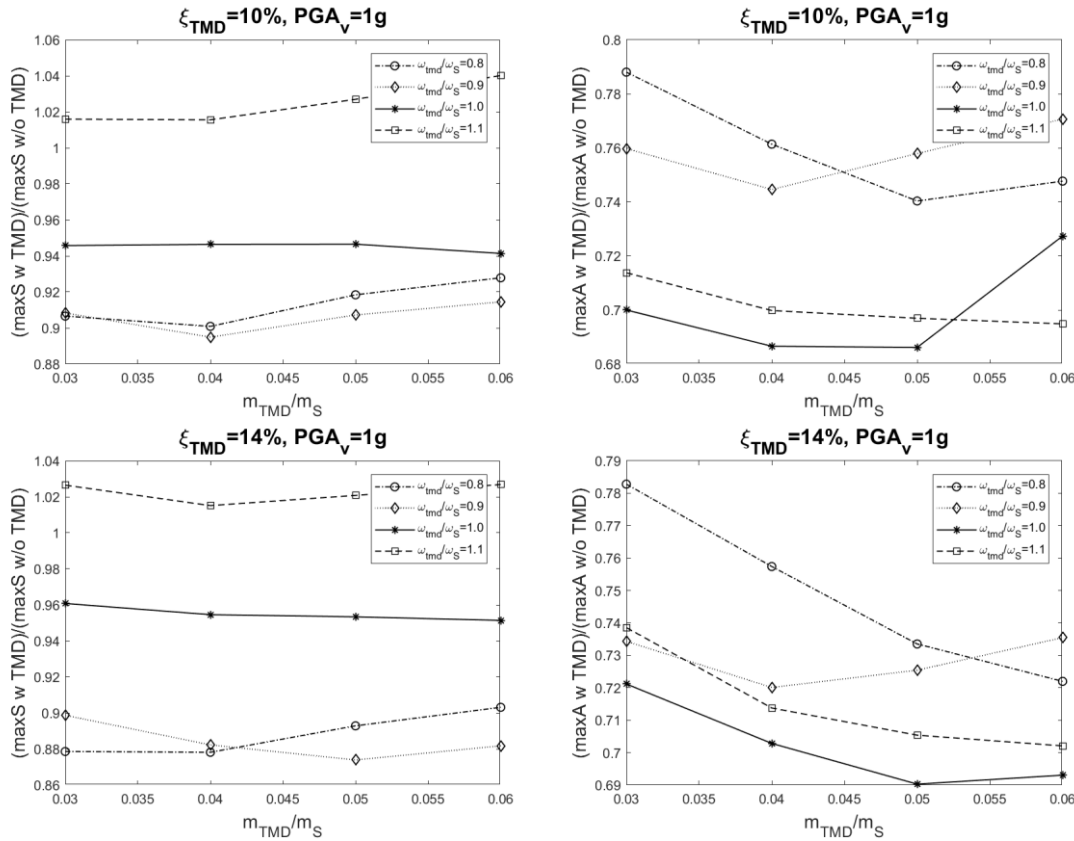 ξTMD=10%, PGAv=1g
(maxS w TMD)/(maxS w/o TMD)
1.06
1.04
1.02
1
0.98
0.96
0.94
0.92
0.9
0.88
ωtmd/ωS=0.8
ωtmd/ωS=0.9
ωtmd/ωS=1.0
ωtmd/ωS=1.1
0.03 0.035 0.04 0.045 0.05 0.055 0.06
mTMD/mS
ξTMD=10%, PGAv=1g
(maxA w TMD)/(maxA w/o TMD)
0.8
0.78
0.76
0.74
0.72
0.7
0.68
ωtmd/ωS=0.8
ωtmd/ωS=0.9
ωtmd/ωS=1.0
ωtmd/ωS=1.1
0.03 0.035 0.04 0.045 0.05 0.055 0.06
mTMD/mS
ξTMD=14%, PGAv=1g
(maxS w TMD)/(maxS w/o TMD)
1.04
1.02
1
0.98
0.96
0.94
0.92
0.9
0.88
0.86
ωtmd/ωS=0.8
ωtmd/ωS=0.9
ωtmd/ωS=1.0
ωtmd/ωS=1.1
0.03 0.035 0.04 0.045 0.05 0.055 0.06
mTMD/mS
ξTMD=14%, PGAv=1g
(maxA w TMD)/(maxA w/o TMD)
0.79
0.78
0.77
0.76
0.75
0.74
0.73
0.72
0.71
0.7
0.69
ωtmd/ωS=0.8
ωtmd/ωS=0.9
ωtmd/ωS=1.0
ωtmd/ωS=1.1
0.03 0.035 0.04 0.045 0.05 0.055 0.06
mTMD/mS